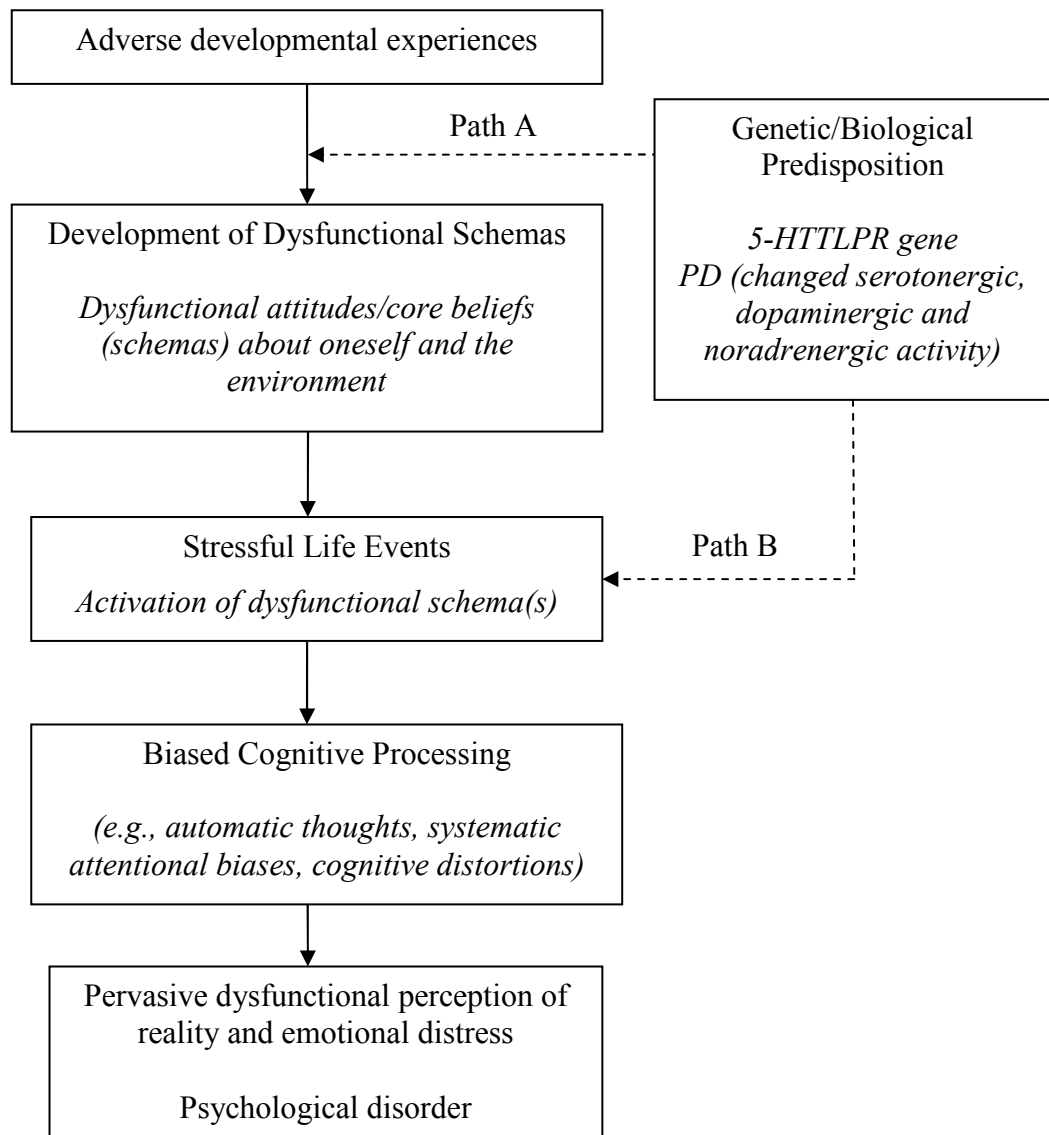 Adverse developmental experiences
Path A
Genetic/Biological
Predisposition
5-HTTLPR gene
PD (changed serotonergic,
dopaminergic and
noradrenergic activity)
Development of Dysfunctional Schemas
Dysfunctional attitudes/core beliefs
(schemas) about oneself and the
environment
Path B
Stressful Life Events
Activation of dysfunctional schema(s)
Biased Cognitive Processing
(e.g., automatic thoughts, systematic
attentional biases, cognitive distortions)
Pervasive dysfunctional perception of
reality and emotional distress
Psychological disorder